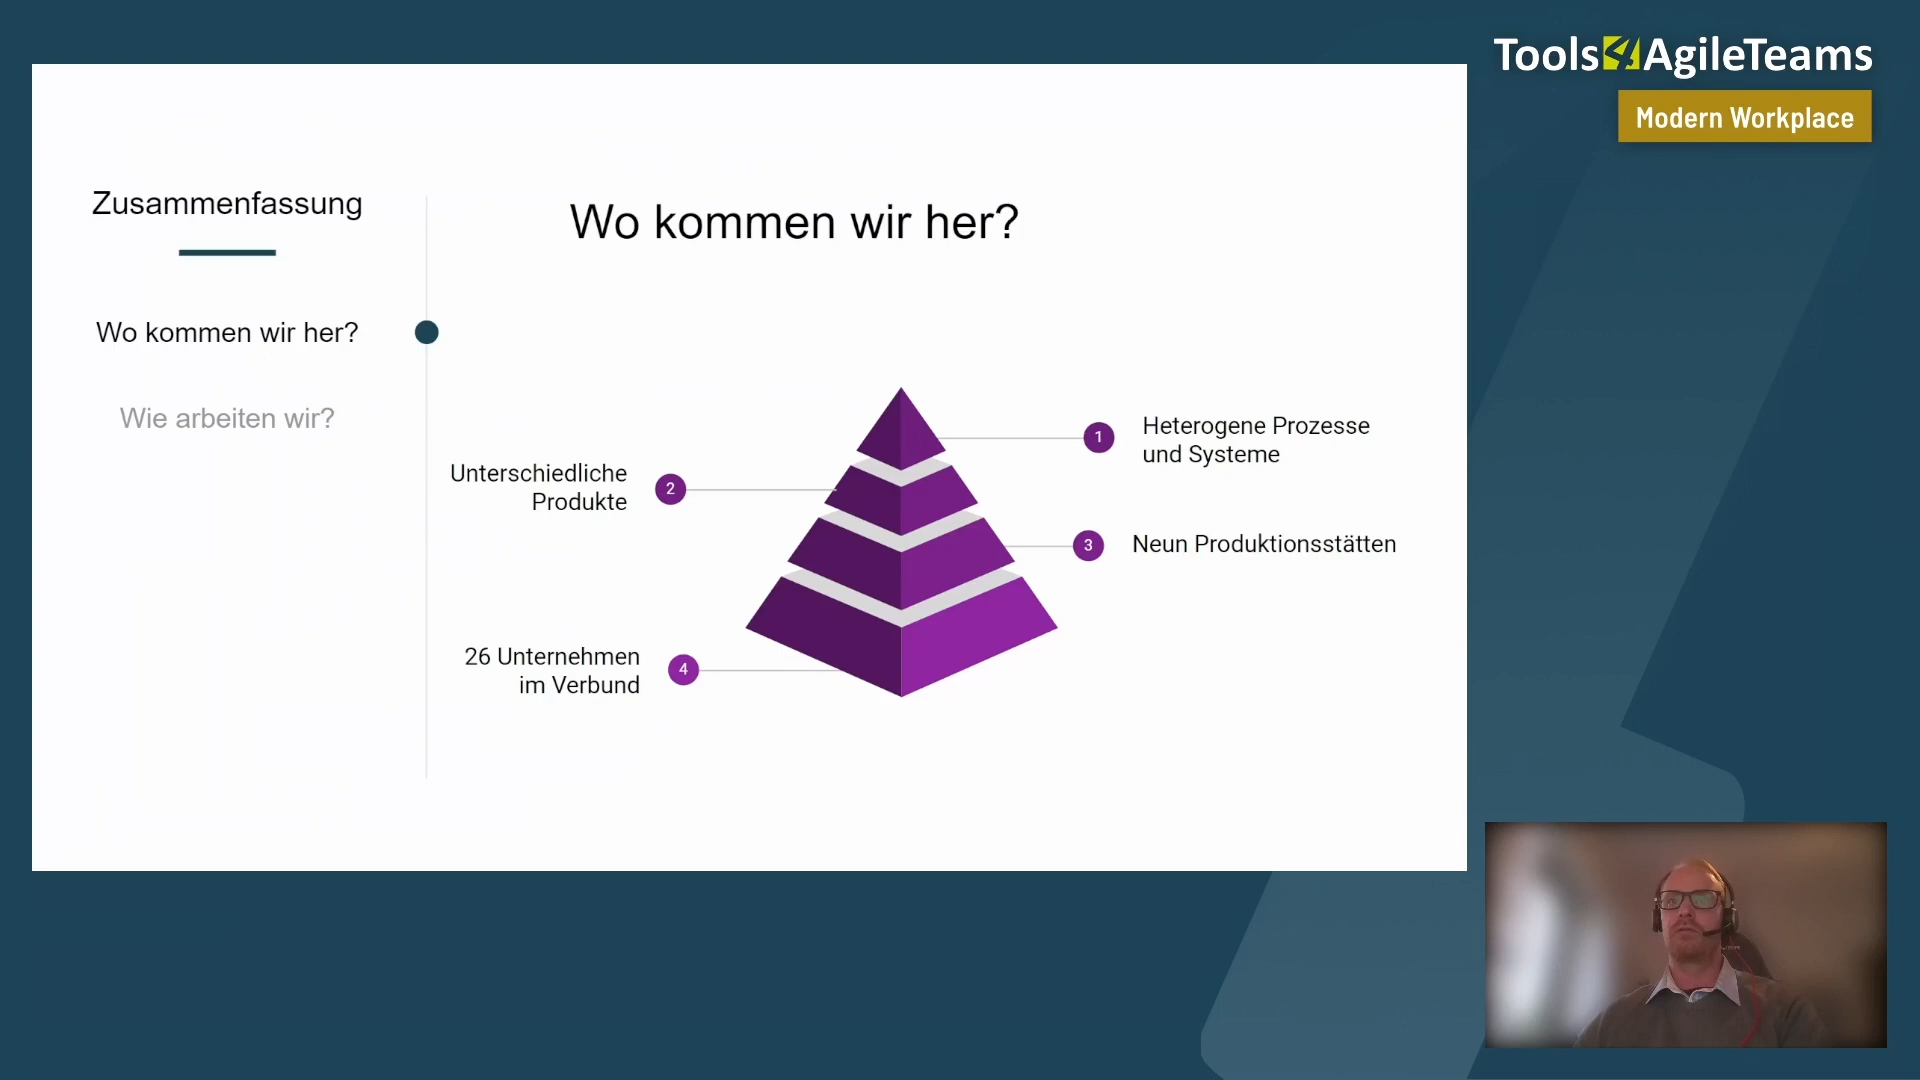 Tools4AgileTeams
Modern Workplace
Zusammenfassung
Wo kommen wir her?
Wie arbeiten wir?
Wo kommen wir her?
1
Heterogene Prozesse
und Systeme
Unterschiedliche
Produkte
2
3
Neun Produktionsstätten
26 Unternehmen
im Verbund
4